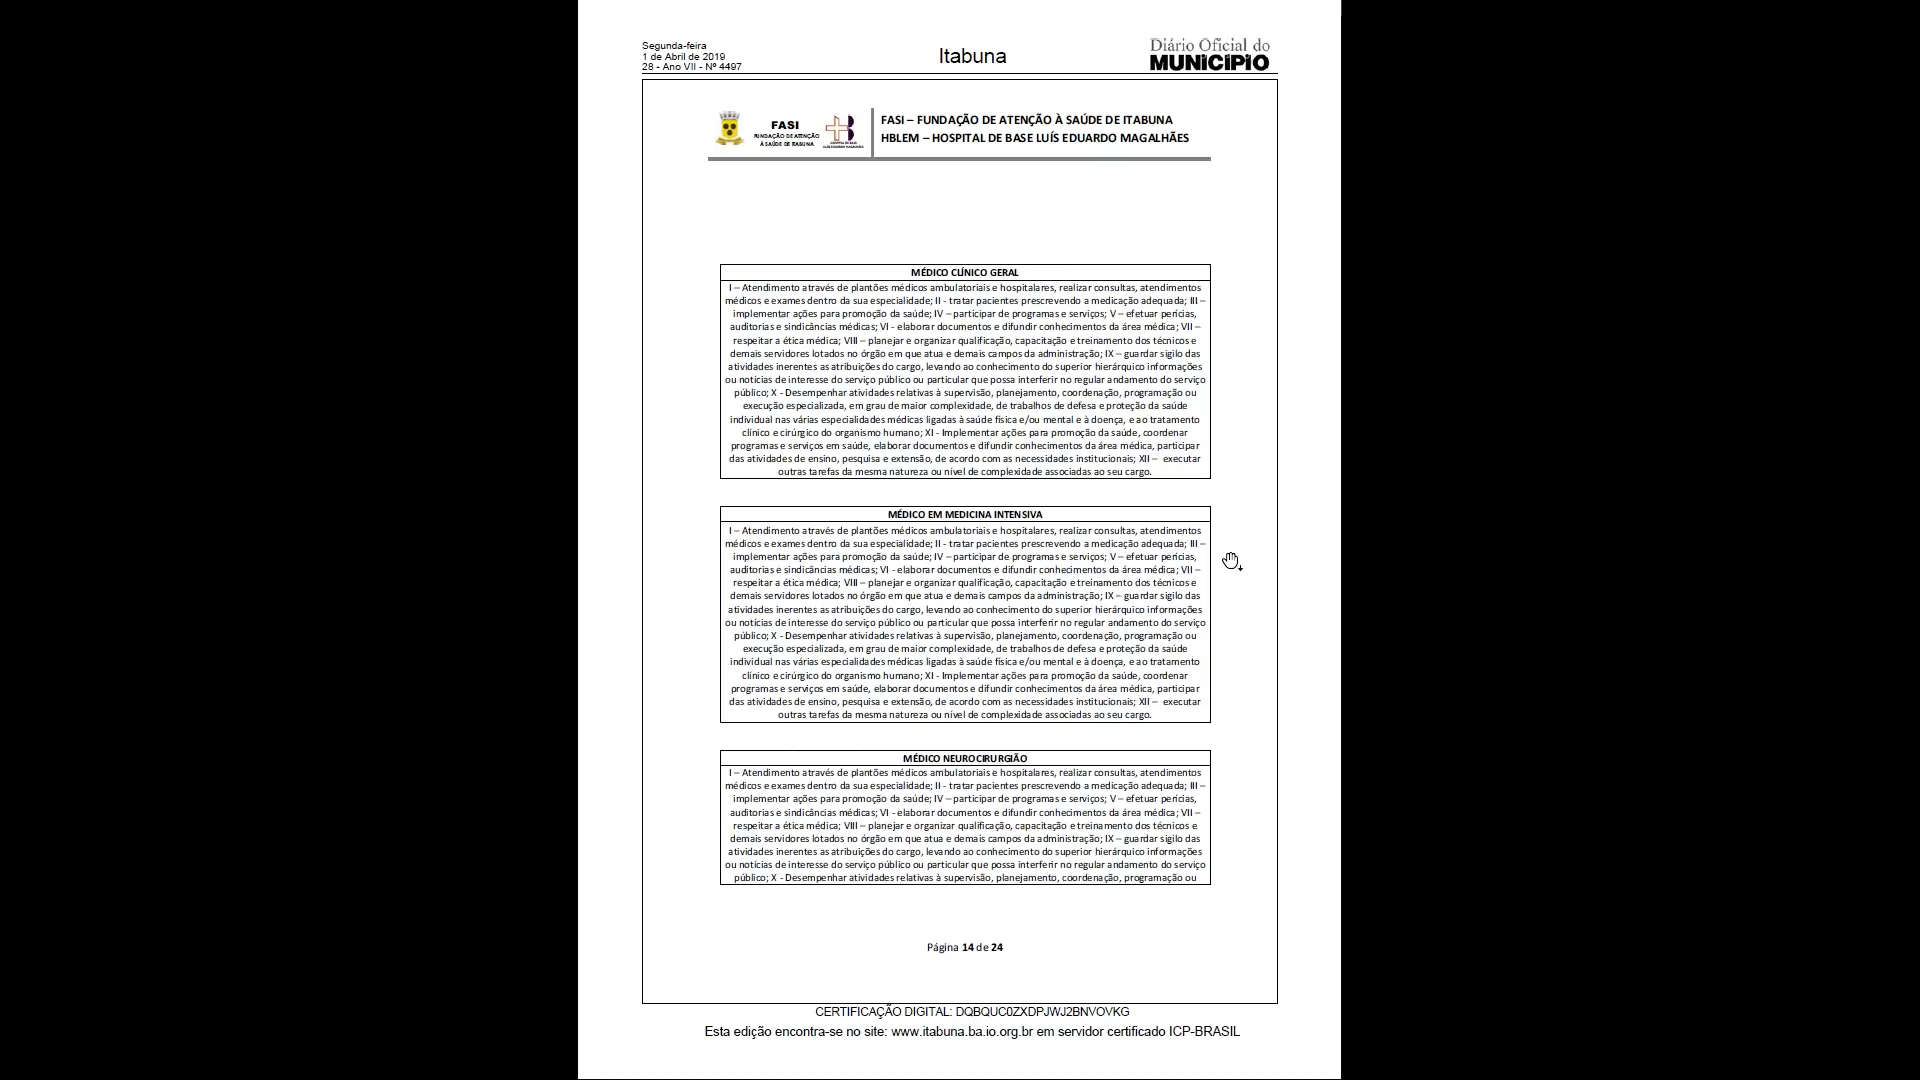 Segunda-feira
1 de Abril de 2019
28 - Ano VII - Nº 4497
Itabuna
Diário Oficial do
MUNICÍPIO
FASI
FUNDAÇÃO DE ATENÇÃO
À SAÚDE DE ITABUNA
HOSPITAL DE BASE
LUÍS EDUARDO MAGALHÃES
FASI – FUNDAÇÃO DE ATENÇÃO À SAÚDE DE ITABUNA
HBLEM – HOSPITAL DE BASE LUÍS EDUARDO MAGALHÃES
MÉDICO CLÍNICO GERAL
I – Atendimento através de plantões médicos ambulatoriais e hospitalares, realizar consultas, atendimentos
médicos e exames dentro da sua especialidade; II - tratar pacientes prescrevendo a medicação adequada; III –
implementar ações para promoção da saúde; IV – participar de programas e serviços; V – efetuar perícias,
auditorias e sindicâncias médicas; VI - elaborar documentos e difundir conhecimentos da área médica; VII –
respeitar a ética médica; VIII – planejar e organizar qualificação, capacitação e treinamento dos técnicos e
demais servidores lotados no órgão em que atua e demais campos da administração; IX – guardar sigilo das
atividades inerentes as atribuições do cargo, levando ao conhecimento do superior hierárquico informações
ou notícias de interesse do serviço público ou particular que possa interferir no regular andamento do serviço
público; X - Desempenhar atividades relativas à supervisão, planejamento, coordenação, programação ou
execução especializada, em grau de maior complexidade, de trabalhos de defesa e proteção da saúde
individual nas várias especialidades médicas ligadas à saúde física e/ou mental e à doença, e ao tratamento
clínico e cirúrgico do organismo humano; XI - Implementar ações para promoção da saúde, coordenar
programas e serviços em saúde, elaborar documentos e difundir conhecimentos da área médica, participar
das atividades de ensino, pesquisa e extensão, de acordo com as necessidades institucionais; XII – executar
outras tarefas da mesma natureza ou nível de complexidade associadas ao seu cargo.
MÉDICO EM MEDICINA INTENSIVA
I – Atendimento através de plantões médicos ambulatoriais e hospitalares, realizar consultas, atendimentos
médicos e exames dentro da sua especialidade; II - tratar pacientes prescrevendo a medicação adequada; III –
implementar ações para promoção da saúde; IV – participar de programas e serviços; V – efetuar perícias,
auditorias e sindicâncias médicas; VI - elaborar documentos e difundir conhecimentos da área médica; VII –
respeitar a ética médica; VIII – planejar e organizar qualificação, capacitação e treinamento dos técnicos e
demais servidores lotados no órgão em que atua e demais campos da administração; IX – guardar sigilo das
atividades inerentes as atribuições do cargo, levando ao conhecimento do superior hierárquico informações
ou notícias de interesse do serviço público ou particular que possa interferir no regular andamento do serviço
público; X - Desempenhar atividades relativas à supervisão, planejamento, coordenação, programação ou
execução especializada, em grau de maior complexidade, de trabalhos de defesa e proteção da saúde
individual nas várias especialidades médicas ligadas à saúde física e/ou mental e à doença, e ao tratamento
clínico e cirúrgico do organismo humano; XI - Implementar ações para promoção da saúde, coordenar
programas e serviços em saúde, elaborar documentos e difundir conhecimentos da área médica, participar
das atividades de ensino, pesquisa e extensão, de acordo com as necessidades institucionais; XII – executar
outras tarefas da mesma natureza ou nível de complexidade associadas ao seu cargo.
MÉDICO NEUROCIRURGIÃO
I – Atendimento através de plantões médicos ambulatoriais e hospitalares, realizar consultas, atendimentos
médicos e exames dentro da sua especialidade; II - tratar pacientes prescrevendo a medicação adequada; III –
implementar ações para promoção da saúde; IV – participar de programas e serviços; V – efetuar perícias,
auditorias e sindicâncias médicas; VI - elaborar documentos e difundir conhecimentos da área médica; VII –
respeitar a ética médica; VIII – planejar e organizar qualificação, capacitação e treinamento dos técnicos e
demais servidores lotados no órgão em que atua e demais campos da administração; IX – guardar sigilo das
atividades inerentes as atribuições do cargo, levando ao conhecimento do superior hierárquico informações
ou notícias de interesse do serviço público ou particular que possa interferir no regular andamento do serviço
público; X - Desempenhar atividades relativas à supervisão, planejamento, coordenação, programação ou
Página 14 de 24
CERTIFICAÇÃO DIGITAL: DQBQUC0ZXDPJWJ2BNVOVKG
Esta edição encontra-se no site: www.itabuna.ba.io.org.br em servidor certificado ICP-BRASIL